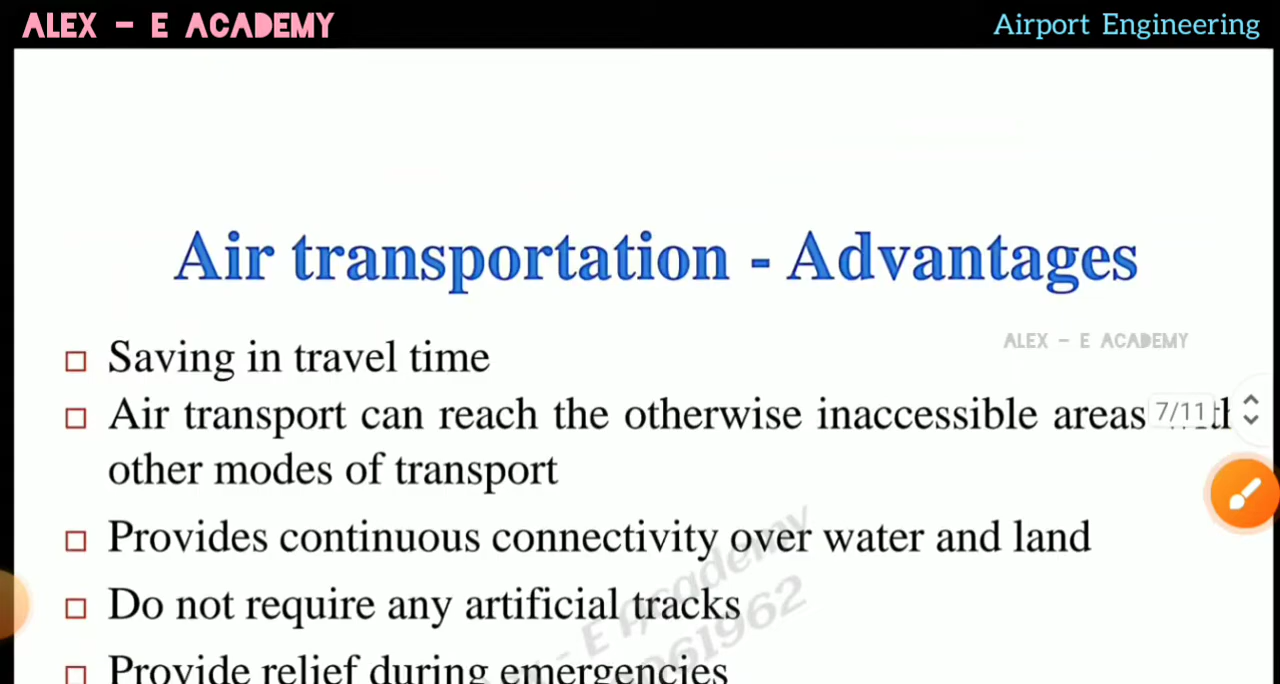 ALEX - E ACADEMY
Airport Engineering
Air transportation - Advantages
Saving in travel time
ALEX - E ACADEMY
Air transport can reach the otherwise inaccessible areas
7/11
other modes of transport
Provides continuous connectivity over water and land
Do not require any artificial tracks
Provide relief during emergencies
- E Academy
961962